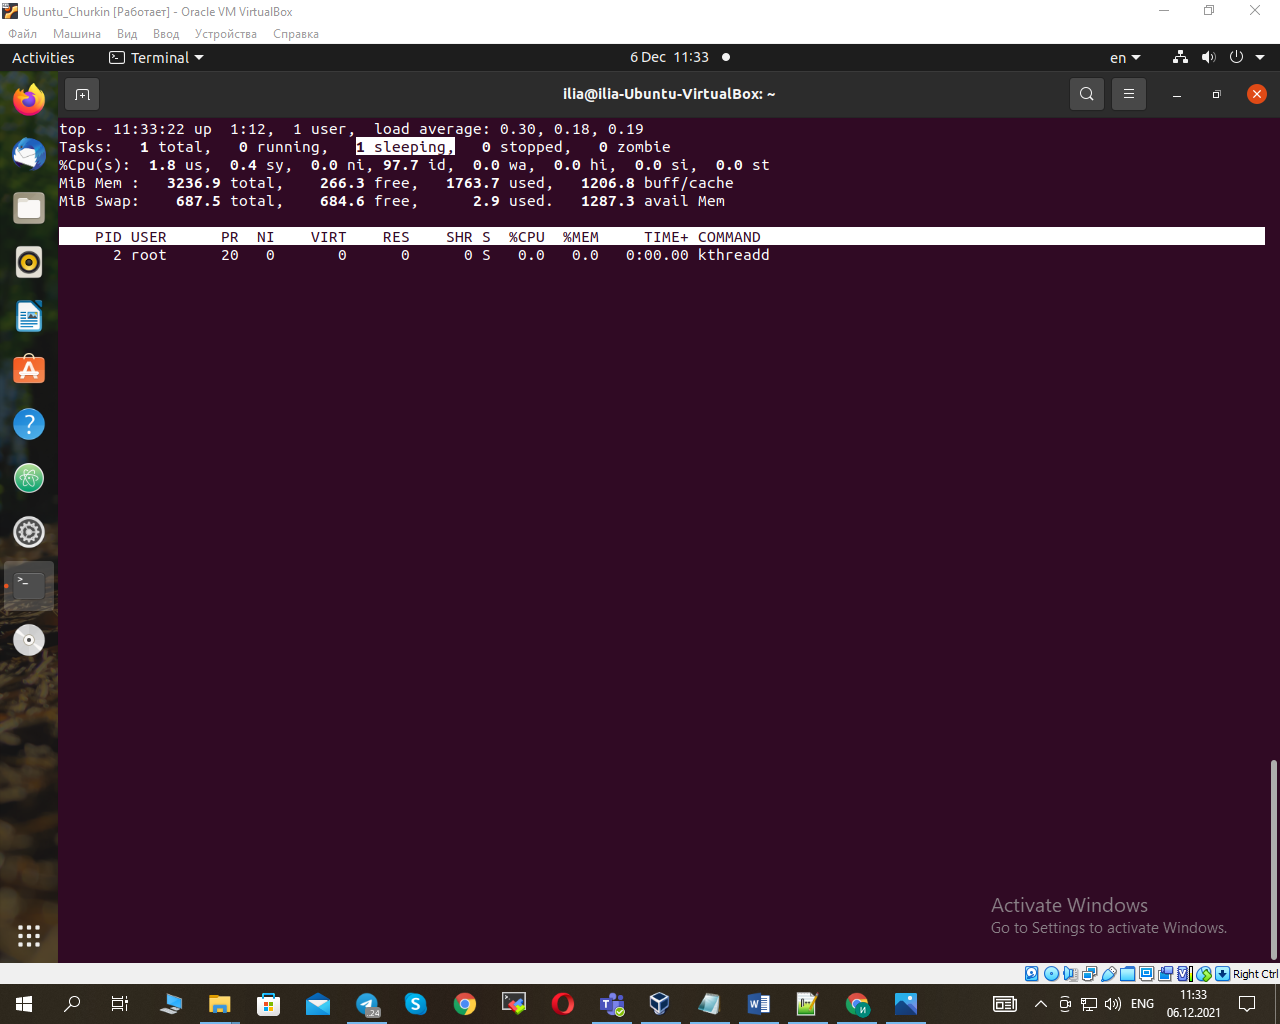 Ubuntu_Churkin [Работает] - Oracle VM VirtualBox
Файл Машина Вид Ввод Устройства Справка
Activities Terminal 6 Dec 11:33 en
ilia@ilia-Ubuntu-VirtualBox: ~
top - 11:33:22 up  1:12,  1 user,  load average: 0.30, 0.18, 0.19
Tasks:   1 total,   0 running,   1 sleeping,   0 stopped,   0 zombie
%Cpu(s):  1.8 us,  0.4 sy,  0.0 ni, 97.7 id,  0.0 wa,  0.0 hi,  0.0 si,  0.0 st
MiB Mem :   3236.9 total,    266.3 free,   1763.7 used,   1206.8 buff/cache
MiB Swap:    687.5 total,    684.6 free,      2.9 used.   1287.3 avail Mem
PID USER      PR  NI    VIRT    RES    SHR S  %CPU  %MEM     TIME+ COMMAND
2 root      20   0       0      0      0 S   0.0   0.0   0:00.00 kthreadd
Activate Windows
Go to Settings to activate Windows.
Right Ctrl
.24
ENG
11:33
06.12.2021